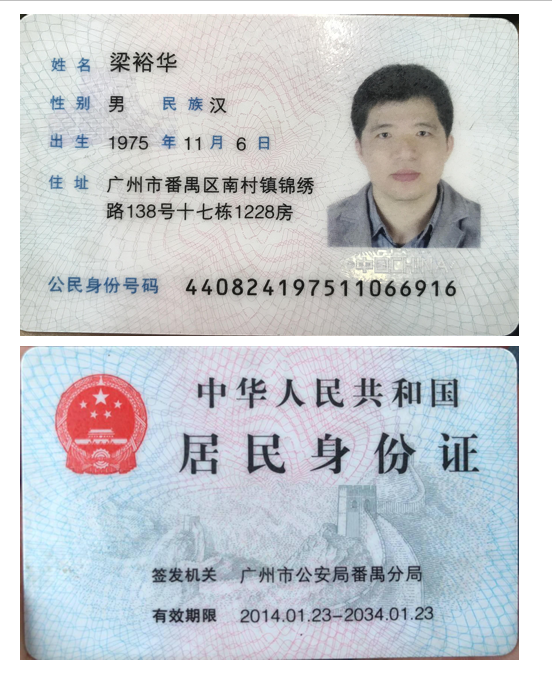 姓名 梁裕华
性别 男 民族 汉
出生 1975 年 11 月 6 日
住址 广州市番禺区南村镇锦绣
路138号十七栋1228房
公民身份号码 440824197511066916
中华人民共和国
居民身份证
签发机关 广州市公安局番禺分局
有效期限 2014.01.23-2034.01.23